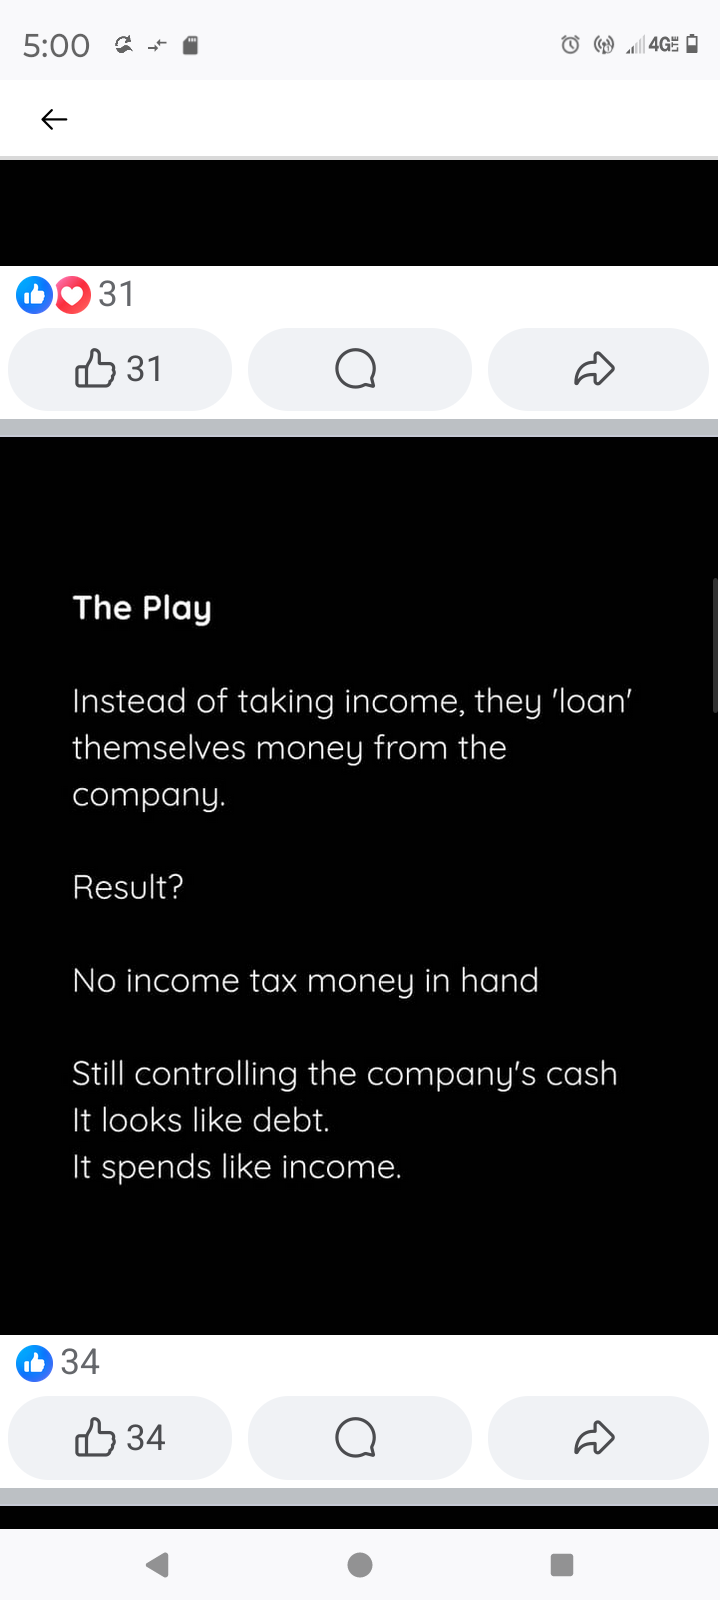 5:00
4G LTE
31
31
The Play
Instead of taking income, they 'loan'
themselves money from the
company.
Result?
No income tax money in hand
Still controlling the company's cash
It looks like debt.
It spends like income.
34
34